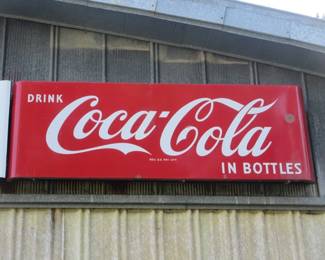 DRINK
Coca-Cola
IN BOTTLES